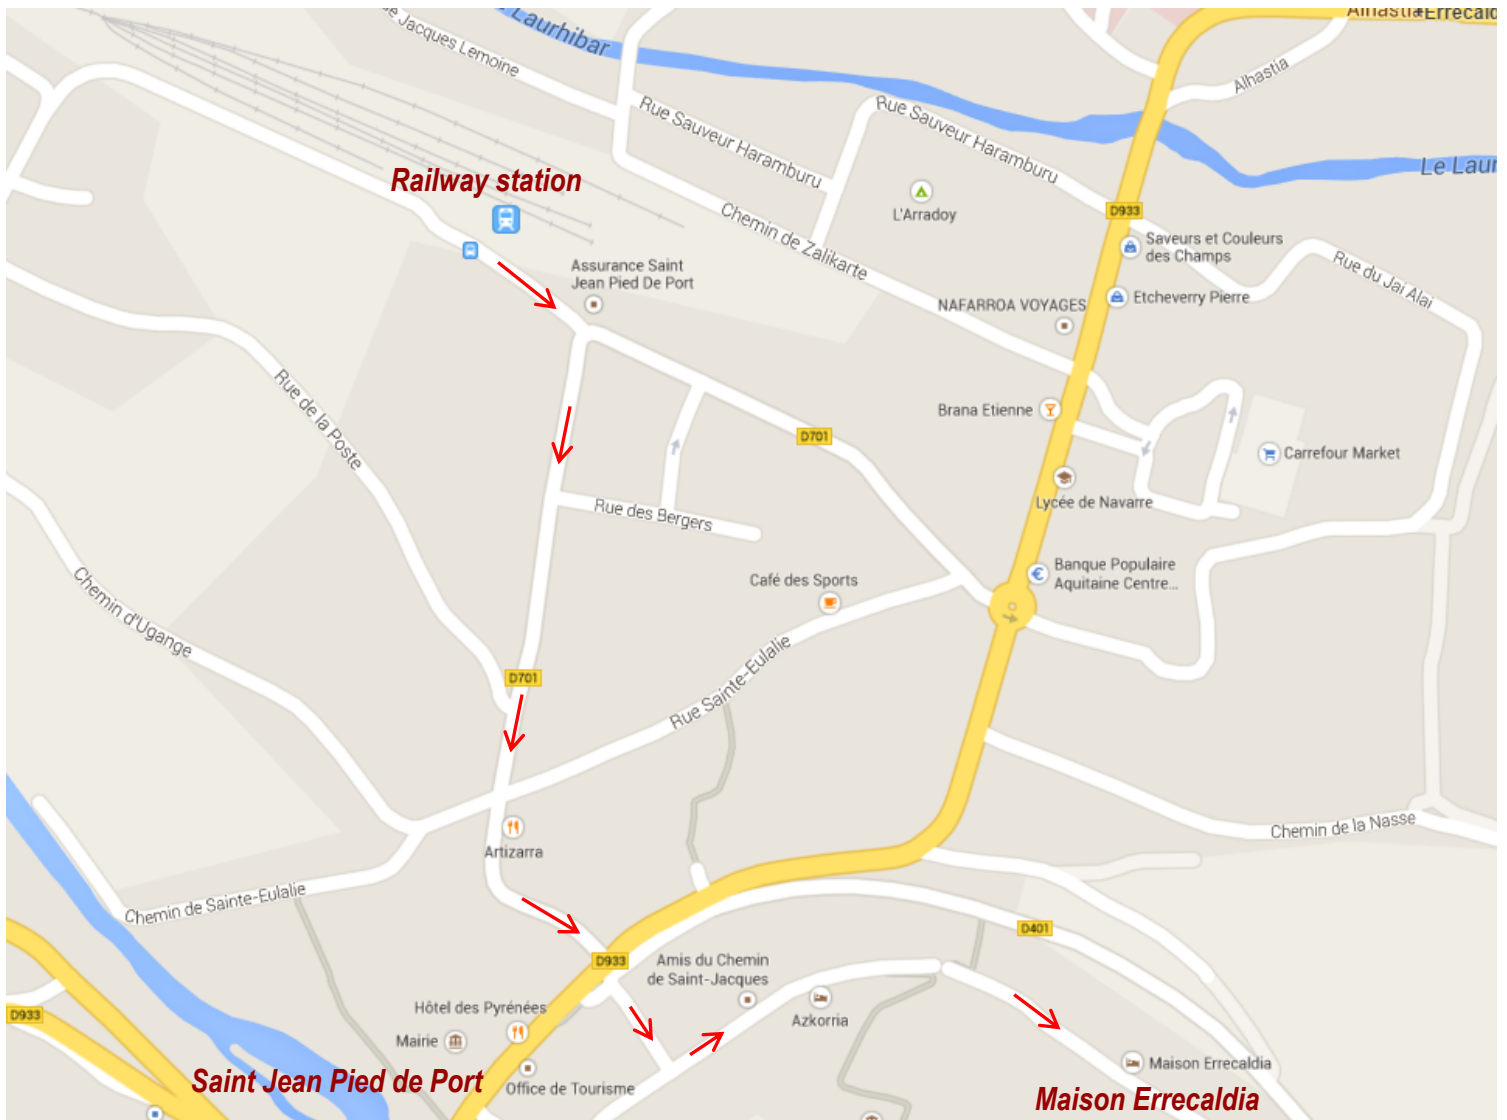 Le Laurhibar
Alhastia
Errecald
Jacques Lemoine
Alhastia
Rue Sauveur Haramburu
Rue Sauveur Haramburu
Le Laur
Railway station
L'Arradoy
D933
Chemin de Zalikarte
Saveurs et Couleurs
des Champs
Rue du Jai Alai
Assurance Saint
Jean Pied De Port
NAFARROA VOYAGES
Etcheverry Pierre
Rue de la Poste
Brana Etienne
D701
Carrefour Market
Lycée de Navarre
Rue des Bergers
Café des Sports
Banque Populaire
Aquitaine Centre...
Chemin d'Ugange
D701
Rue Sainte-Eulalie
Artizarra
Chemin de la Nasse
Chemin de Sainte-Eulalie
D401
D933
Amis du Chemin
de Saint-Jacques
Hôtel des Pyrénées
D933
Azkorria
Mairie
Maison Errecaldia
Saint Jean Pied de Port
Office de Tourisme
Maison Errecaldia